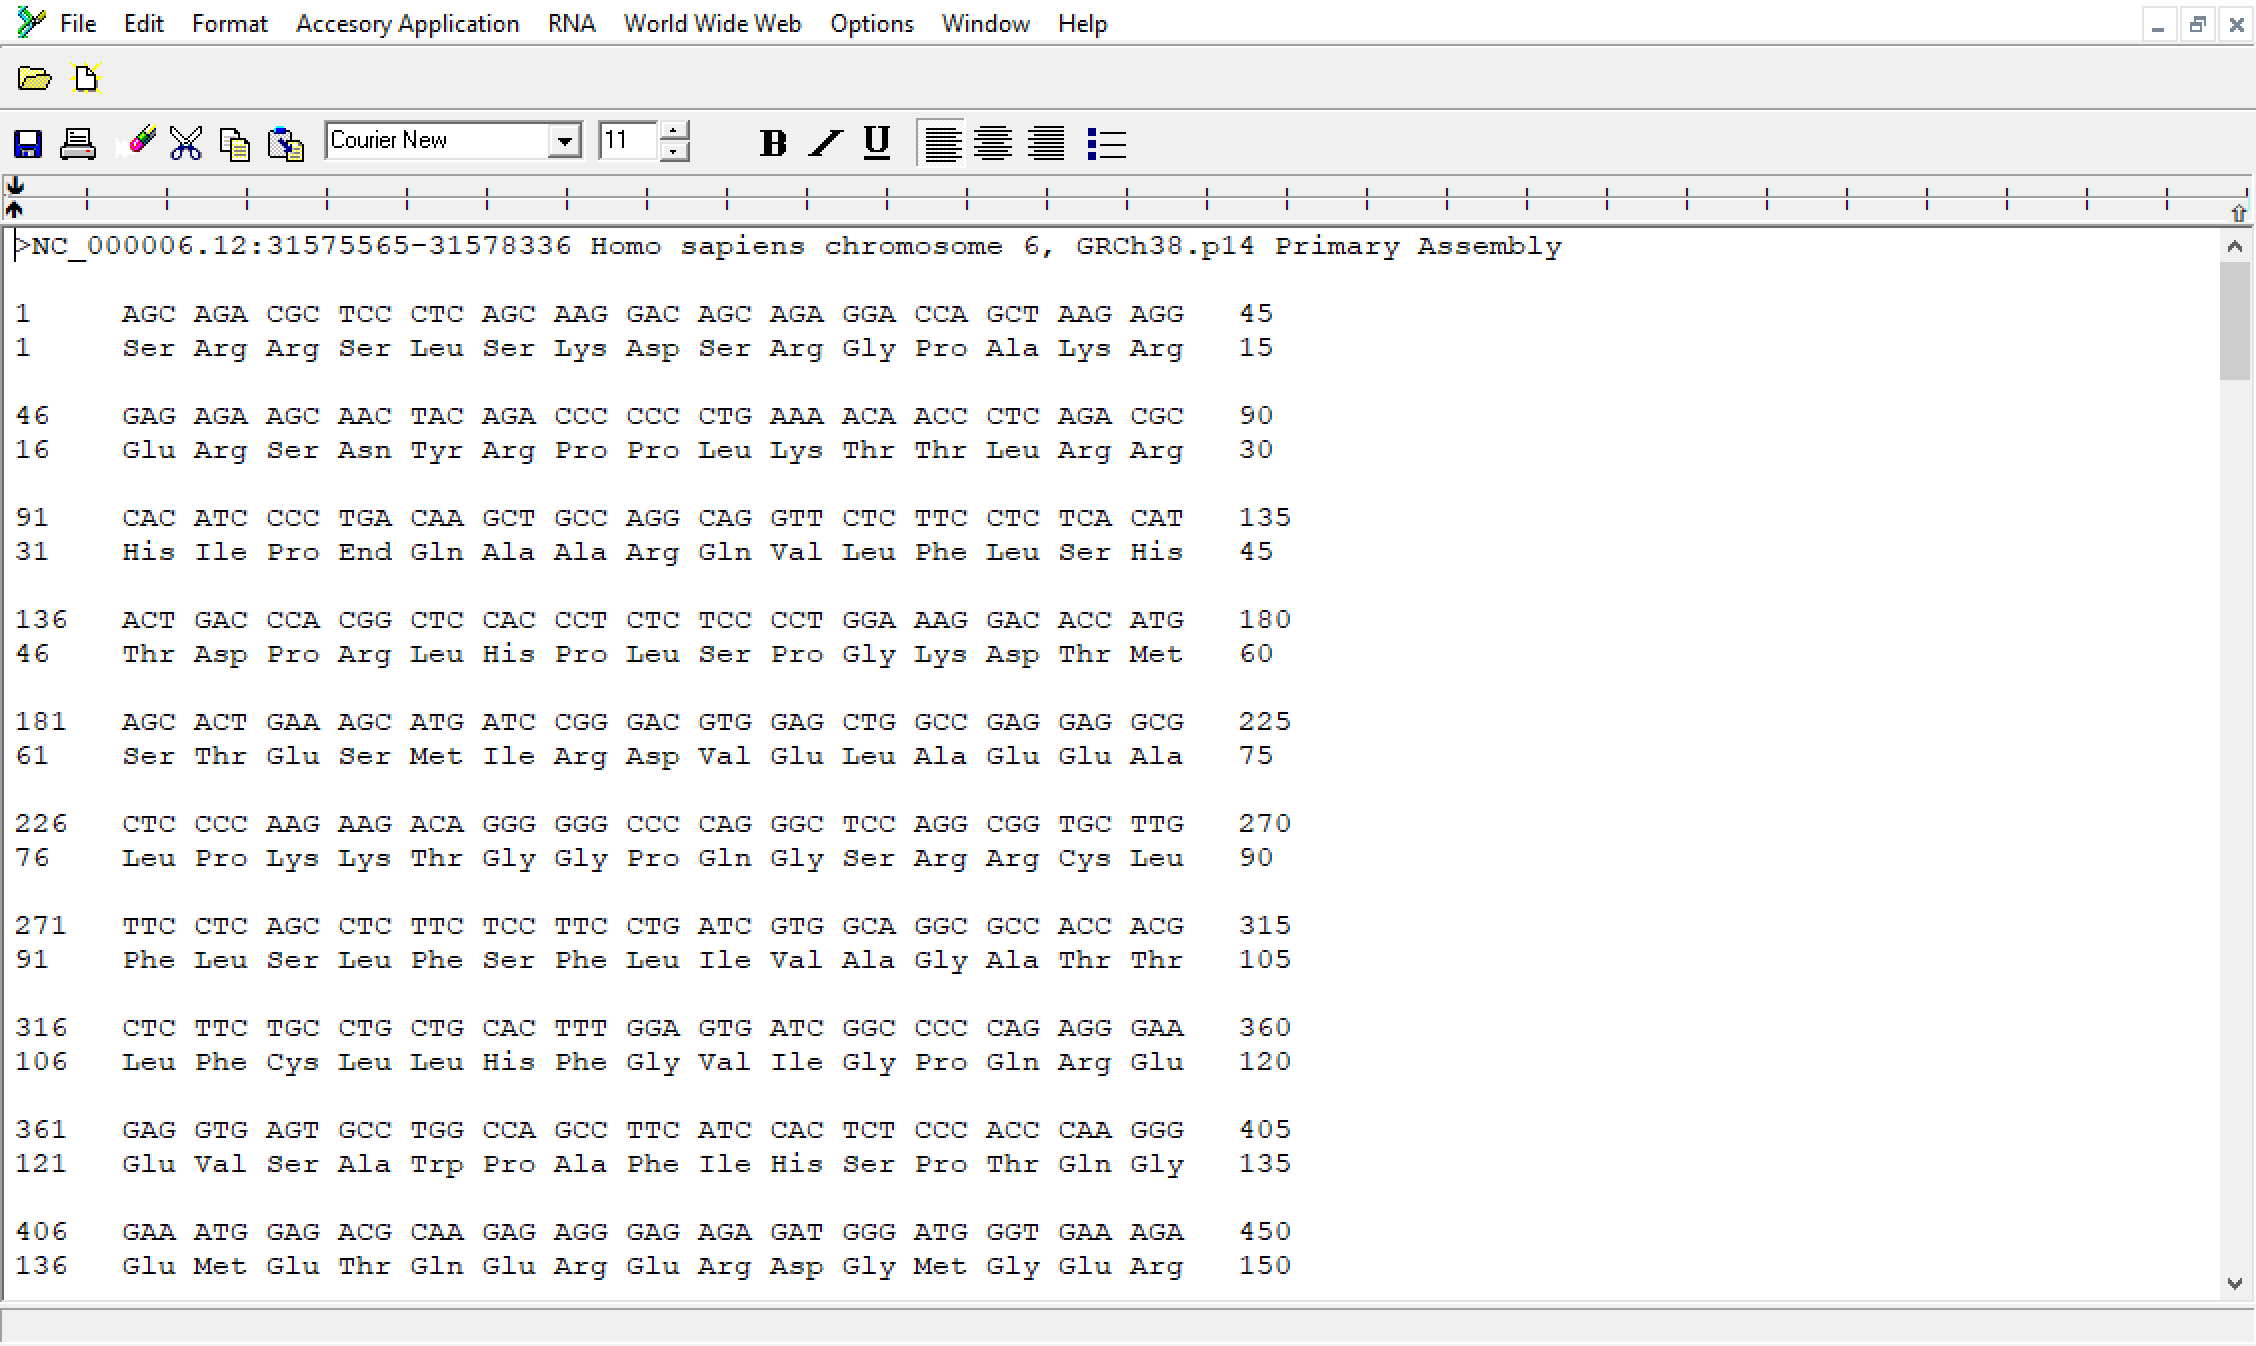 File Edit Format Accesory Application RNA World Wide Web Options Window Help
Courier New 11 B I U
>NC_000006.12:31575565-31578336 Homo sapiens chromosome 6, GRCh38.p14 Primary Assembly
1 AGC AGA CGC TCC CTC AGC AAG GAC AGC AGA GGA CCA GCT AAG AGG 45
1 Ser Arg Arg Ser Leu Ser Lys Asp Ser Arg Gly Pro Ala Lys Arg 15
46 GAG AGA AGC AAC TAC AGA CCC CCC CTG AAA ACA ACC CTC AGA CGC 90
16 Glu Arg Ser Asn Tyr Arg Pro Pro Leu Lys Thr Thr Leu Arg Arg 30
91 CAC ATC CCC TGA CAA GCT GCC AGG CAG GTT CTC TTC CTC TCA CAT 135
31 His Ile Pro End Gln Ala Ala Arg Gln Val Leu Phe Leu Ser His 45
136 ACT GAC CCA CGG CTC CAC CCT CTC TCC CCT GGA AAG GAC ACC ATG 180
46 Thr Asp Pro Arg Leu His Pro Leu Ser Pro Gly Lys Asp Thr Met 60
181 AGC ACT GAA AGC ATG ATC CGG GAC GTG GAG CTG GCC GAG GAG GCG 225
61 Ser Thr Glu Ser Met Ile Arg Asp Val Glu Leu Ala Glu Glu Ala 75
226 CTC CCC AAG AAG ACA GGG GGG CCC CAG GGC TCC AGG CGG TGC TTG 270
76 Leu Pro Lys Lys Thr Gly Gly Pro Gln Gly Ser Arg Arg Cys Leu 90
271 TTC CTC AGC CTC TTC TCC TTC CTG ATC GTG GCA GGC GCC ACC ACG 315
91 Phe Leu Ser Leu Phe Ser Phe Leu Ile Val Ala Gly Ala Thr Thr 105
316 CTC TTC TGC CTG CTG CAC TTT GGA GTG ATC GGC CCC CAG AGG GAA 360
106 Leu Phe Cys Leu Leu His Phe Gly Val Ile Gly Pro Gln Arg Glu 120
361 GAG GTG AGT GCC TGG CCA GCC TTC ATC CAC TCT CCC ACC CAA GGG 405
121 Glu Val Ser Ala Trp Pro Ala Phe Ile His Ser Pro Thr Gln Gly 135
406 GAA ATG GAG ACG CAA GAG AGG GAG AGA GAT GGG ATG GGT GAA AGA 450
136 Glu Met Glu Thr Gln Glu Arg Glu Arg Asp Gly Met Gly Glu Arg 150